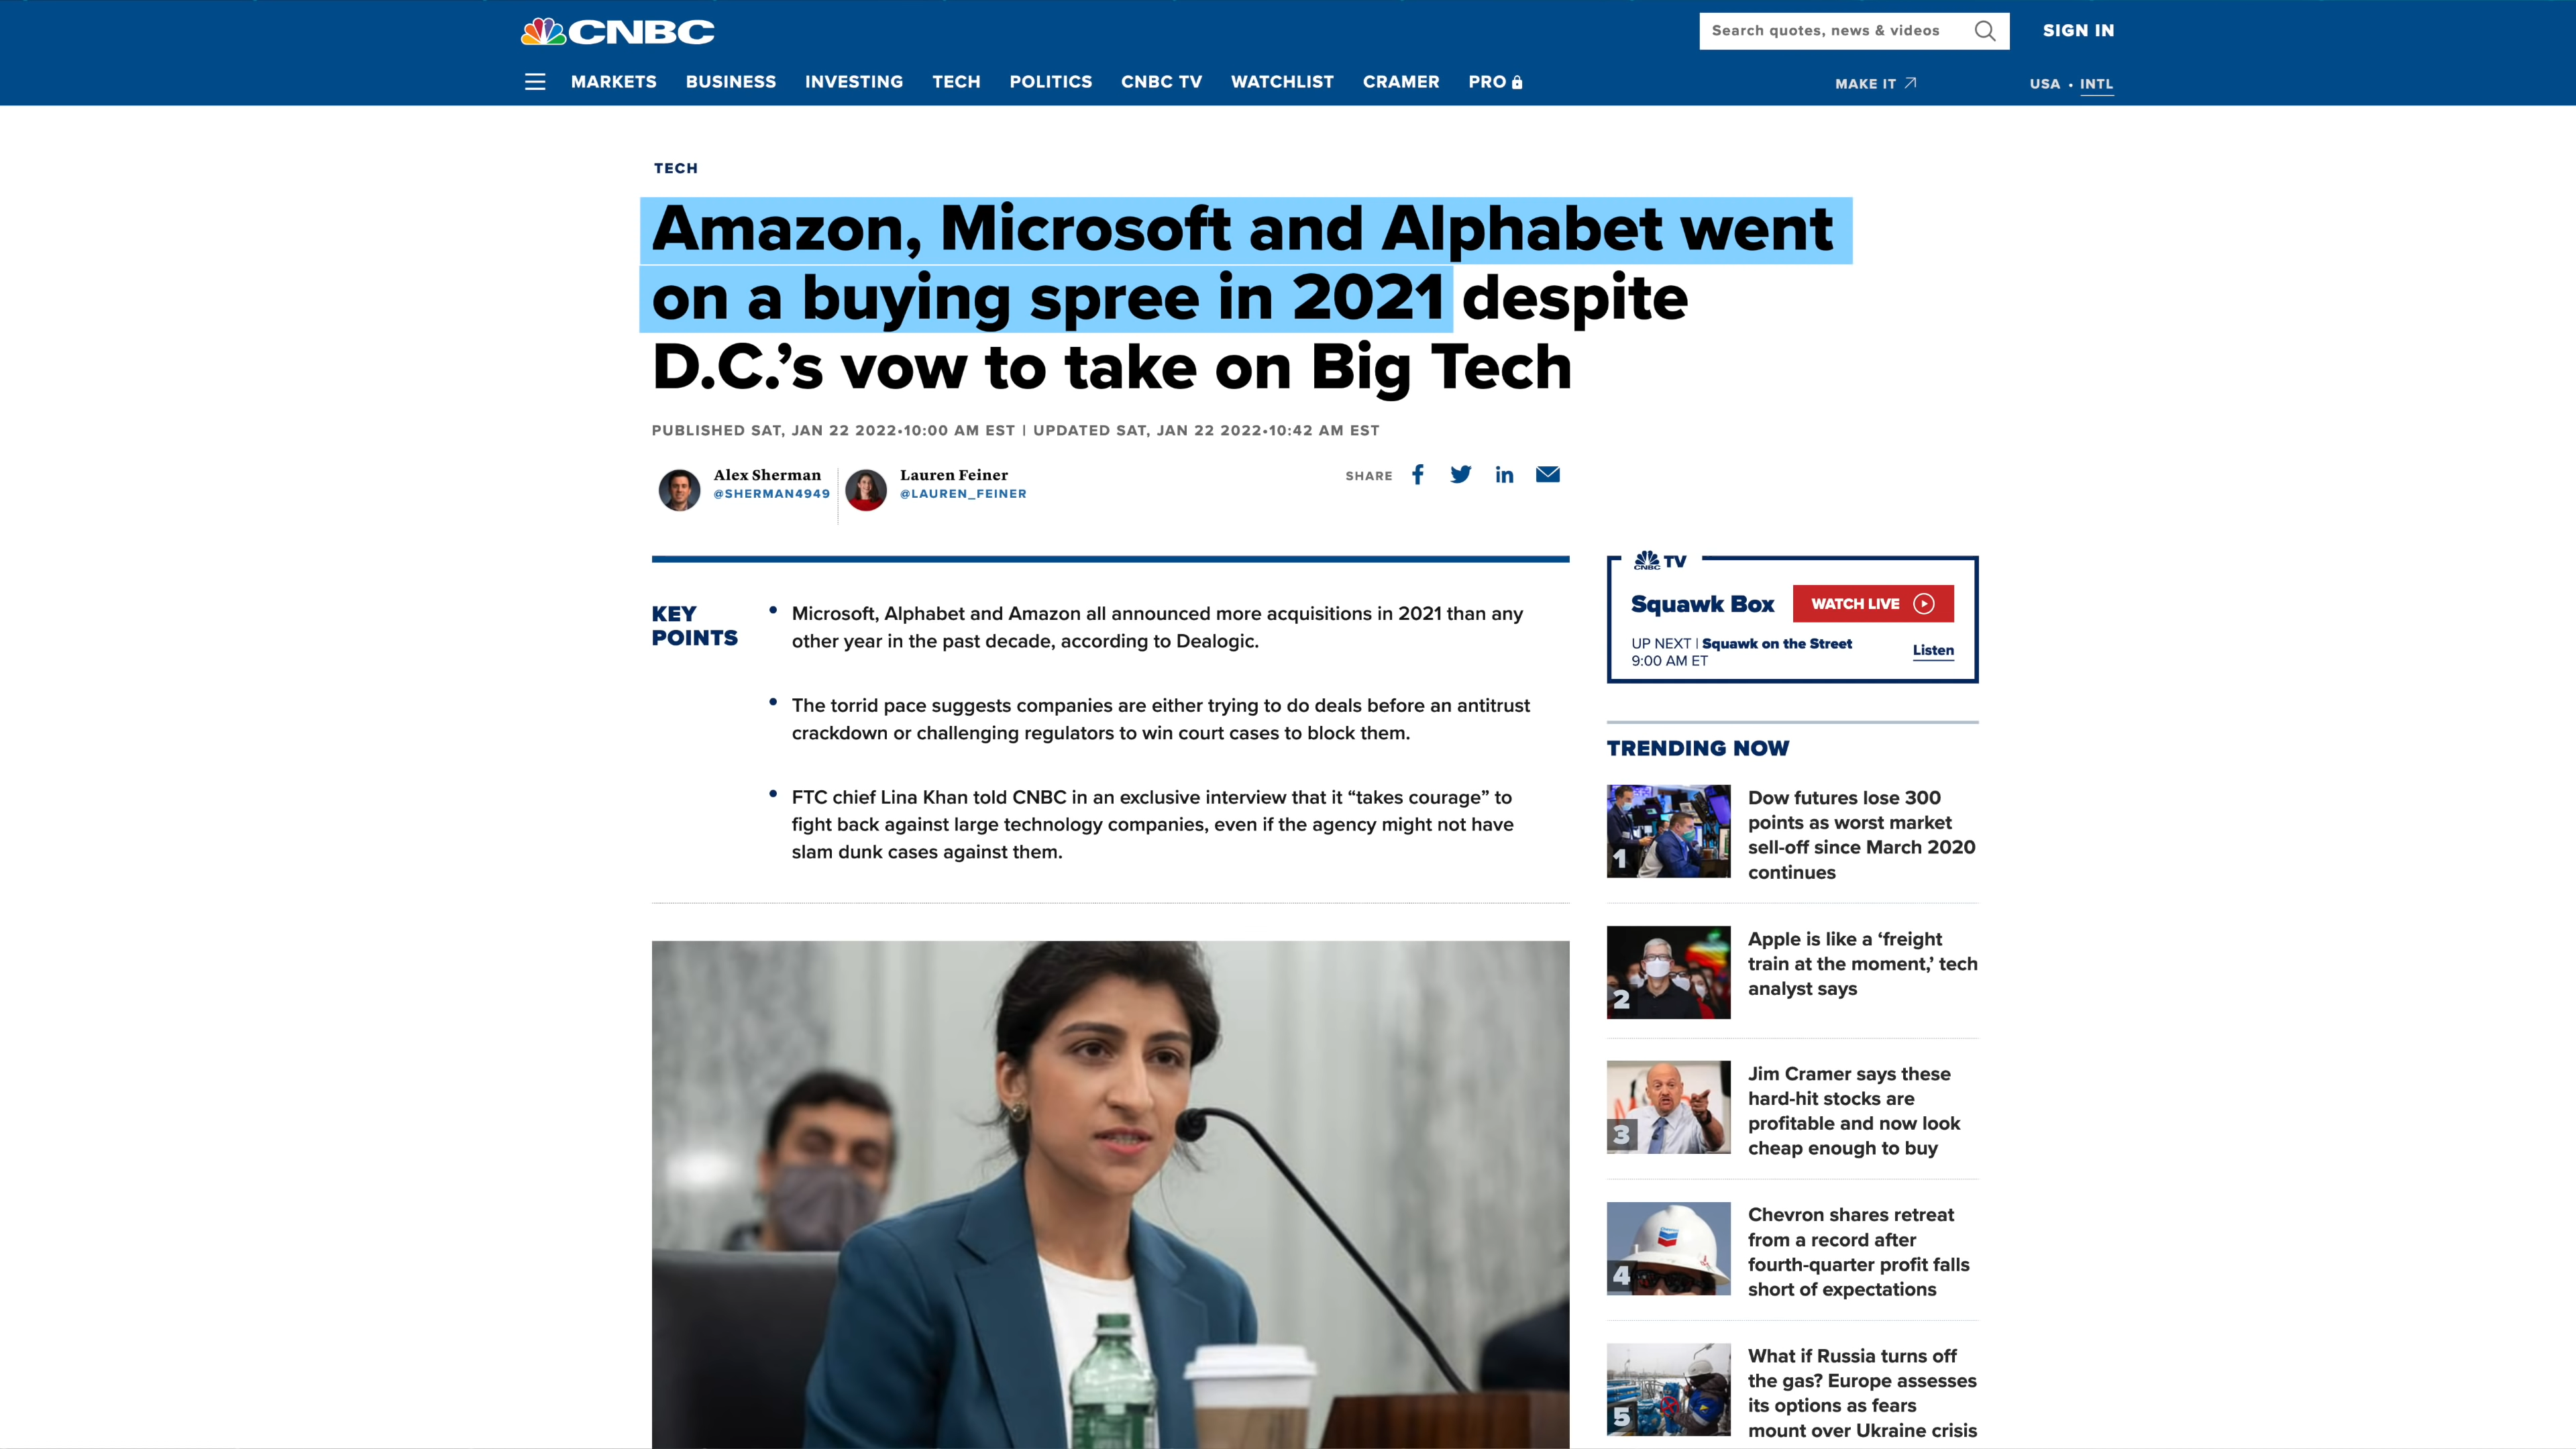 CNBC
Search quotes, news & videos
SIGN IN
MARKETS BUSINESS INVESTING TECH POLITICS CNBC TV WATCHLIST CRAMER PRO
MAKE IT
USA • INTL
TECH
Amazon, Microsoft and Alphabet went
on a buying spree in 2021 despite
D.C.’s vow to take on Big Tech
PUBLISHED SAT, JAN 22 2022•10:00 AM EST | UPDATED SAT, JAN 22 2022•10:42 AM EST
Alex Sherman
@SHERMAN4949
Lauren Feiner
@LAUREN_FEINER
SHARE
KEY
POINTS
• Microsoft, Alphabet and Amazon all announced more acquisitions in 2021 than any
other year in the past decade, according to Dealogic.
• The torrid pace suggests companies are either trying to do deals before an antitrust
crackdown or challenging regulators to win court cases to block them.
• FTC chief Lina Khan told CNBC in an exclusive interview that it “takes courage” to
fight back against large technology companies, even if the agency might not have
slam dunk cases against them.
CNBC TV
Squawk Box
WATCH LIVE
UP NEXT | Squawk on the Street
9:00 AM ET
Listen
TRENDING NOW
1
Dow futures lose 300
points as worst market
sell-off since March 2020
continues
2
Apple is like a ‘freight
train at the moment,’ tech
analyst says
3
Jim Cramer says these
hard-hit stocks are
profitable and now look
cheap enough to buy
4
Chevron shares retreat
from a record after
fourth-quarter profit falls
short of expectations
5
What if Russia turns off
the gas? Europe assesses
its options as fears
mount over Ukraine crisis